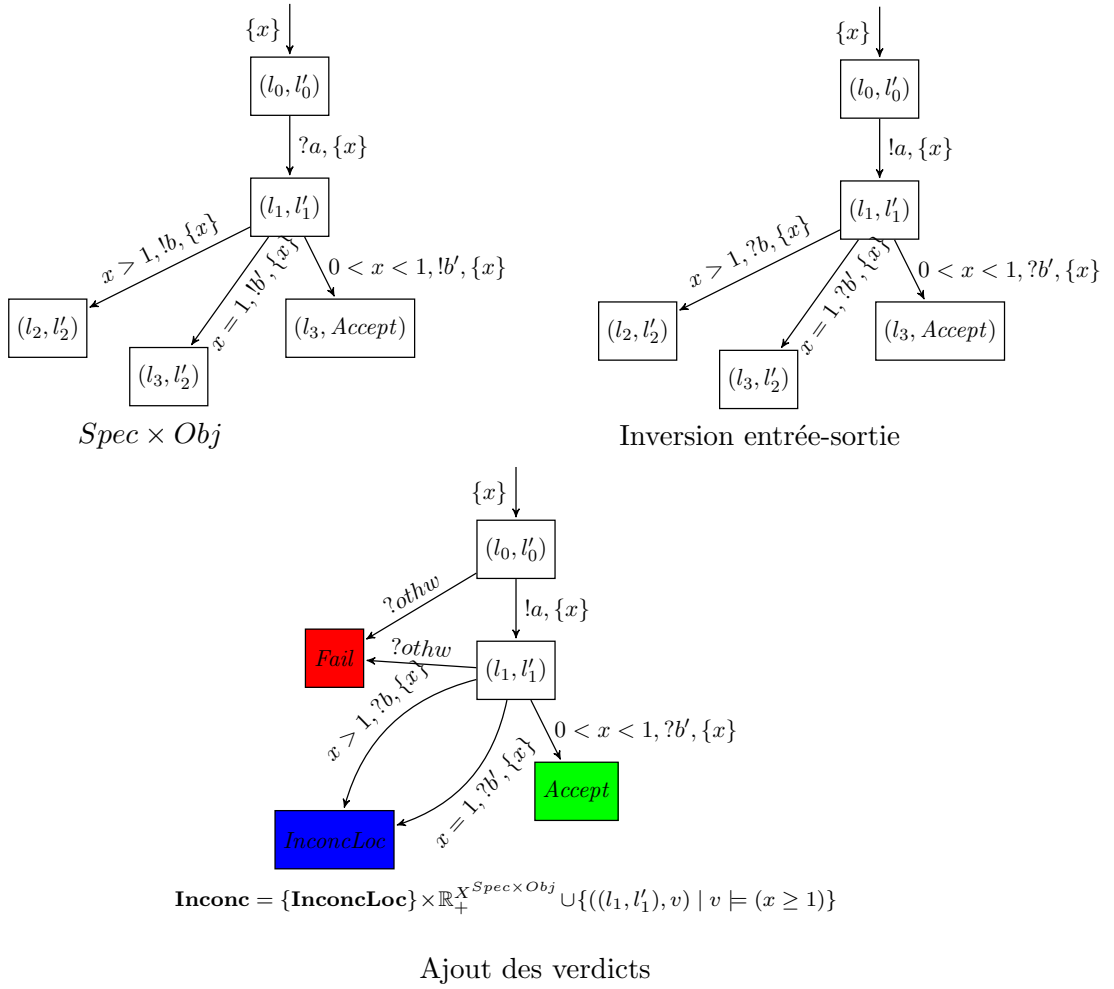 {x}
(l₀, l′₀)
?a, {x}
(l₁, l′₁)
x > 1, !b, {x}
x = 1, !b′, {x}
0 < x < 1, !b′, {x}
(l₂, l′₂)
(l₃, l′₂)
(l₃, Accept)
Spec × Obj
{x}
(l₀, l′₀)
!a, {x}
(l₁, l′₁)
x > 1, ?b, {x}
x = 1, ?b′, {x}
0 < x < 1, ?b′, {x}
(l₂, l′₂)
(l₃, l′₂)
(l₃, Accept)
Inversion entrée-sortie
{x}
(l₀, l′₀)
?othw
!a, {x}
Fail
?othw
(l₁, l′₁)
x > 1, ?b, {x}
x = 1, ?b′, {x}
0 < x < 1, ?b′, {x}
Accept
InconcLoc
Inconc = {InconcLoc} × ℝ₊^{X^{Spec×Obj}} ∪ {((l₁, l′₁), v) | v ⊨ (x ≥ 1)}
Ajout des verdicts